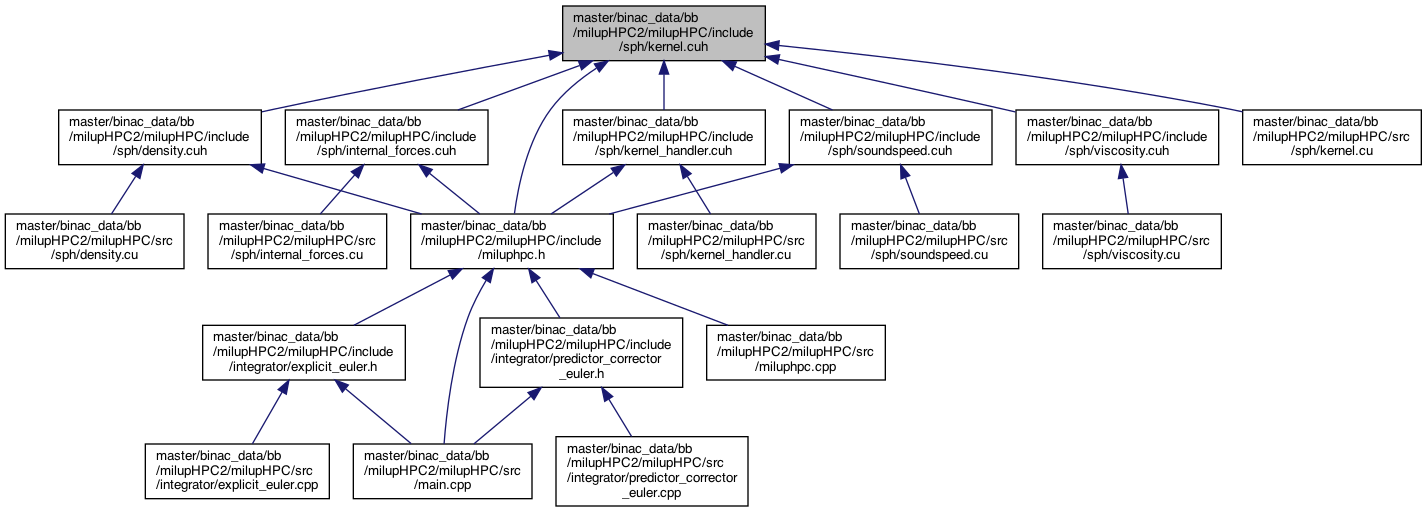 master/binac_data/bb
/milupHPC2/milupHPC/include
/sph/kernel.cuh
master/binac_data/bb
/milupHPC2/milupHPC/include
/sph/density.cuh
master/binac_data/bb
/milupHPC2/milupHPC/include
/sph/internal_forces.cuh
master/binac_data/bb
/milupHPC2/milupHPC/include
/sph/kernel_handler.cuh
master/binac_data/bb
/milupHPC2/milupHPC/include
/sph/soundspeed.cuh
master/binac_data/bb
/milupHPC2/milupHPC/include
/sph/viscosity.cuh
master/binac_data/bb
/milupHPC2/milupHPC/src
/sph/kernel.cu
master/binac_data/bb
/milupHPC2/milupHPC/src
/sph/density.cu
master/binac_data/bb
/milupHPC2/milupHPC/src
/sph/internal_forces.cu
master/binac_data/bb
/milupHPC2/milupHPC/include
/miluphpc.h
master/binac_data/bb
/milupHPC2/milupHPC/src
/sph/kernel_handler.cu
master/binac_data/bb
/milupHPC2/milupHPC/src
/sph/soundspeed.cu
master/binac_data/bb
/milupHPC2/milupHPC/src
/sph/viscosity.cu
master/binac_data/bb
/milupHPC2/milupHPC/include
/integrator/explicit_euler.h
master/binac_data/bb
/milupHPC2/milupHPC/include
/integrator/predictor_corrector
_euler.h
master/binac_data/bb
/milupHPC2/milupHPC/src
/miluphpc.cpp
master/binac_data/bb
/milupHPC2/milupHPC/src
/integrator/explicit_euler.cpp
master/binac_data/bb
/milupHPC2/milupHPC/src
/main.cpp
master/binac_data/bb
/milupHPC2/milupHPC/src
/integrator/predictor_corrector
_euler.cpp